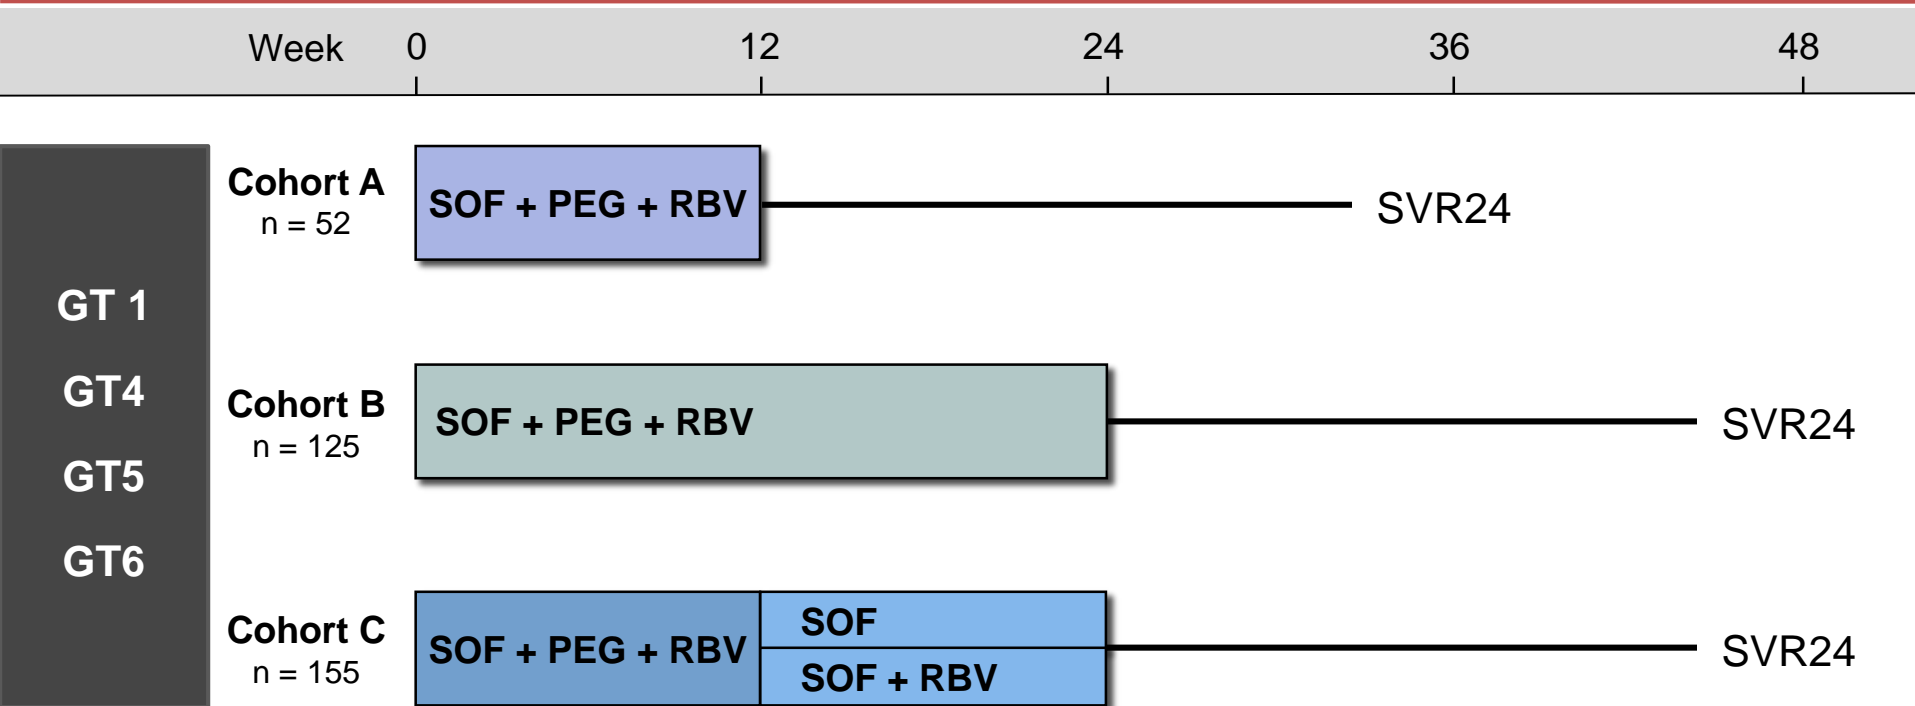 Week 0 12 24 36 48
GT 1
GT4
GT5
GT6
Cohort A
n = 52
SOF + PEG + RBV
SVR24
Cohort B
n = 125
SOF + PEG + RBV
SVR24
Cohort C
n = 155
SOF + PEG + RBV
SOF
SOF + RBV
SVR24